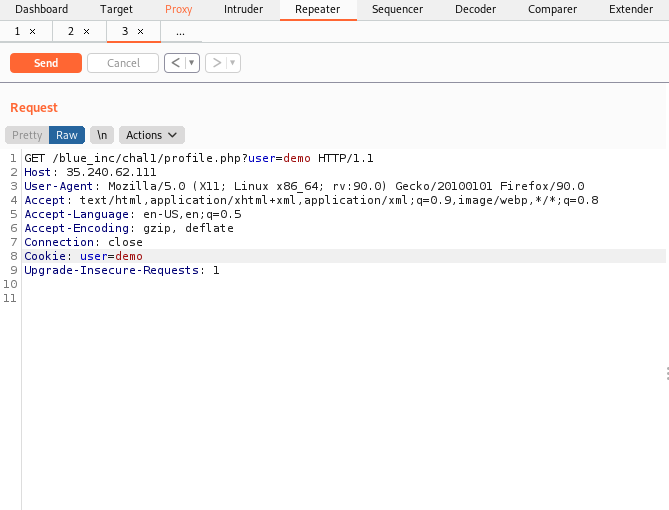 Dashboard Target Proxy Intruder Repeater Sequencer Decoder Comparer Extender
1 × 2 × 3 × ...
Send Cancel < ▼ > ▼
Request
Pretty Raw \n Actions
1 GET /blue_inc/chal1/profile.php?user=demo HTTP/1.1
2 Host: 35.240.62.111
3 User-Agent: Mozilla/5.0 (X11; Linux x86_64; rv:90.0) Gecko/20100101 Firefox/90.0
4 Accept: text/html,application/xhtml+xml,application/xml;q=0.9,image/webp,*/*;q=0.8
5 Accept-Language: en-US,en;q=0.5
6 Accept-Encoding: gzip, deflate
7 Connection: close
8 Cookie: user=demo
9 Upgrade-Insecure-Requests: 1
10
11